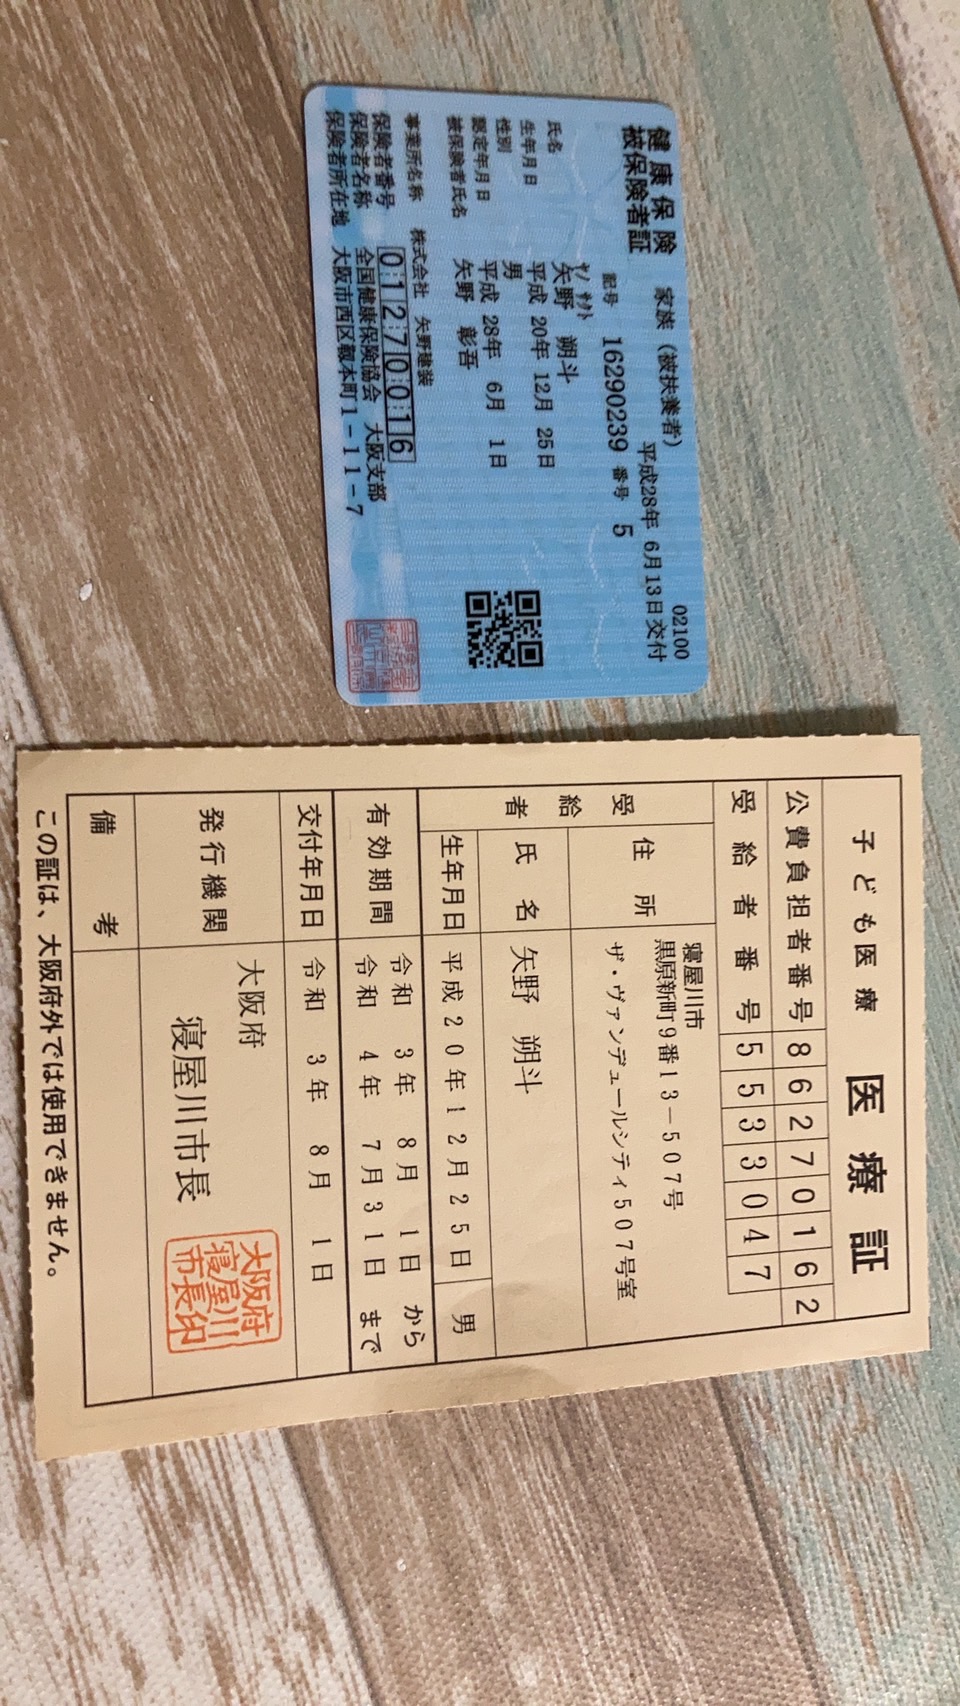 健康保険 家族（被扶養者） 02100
被保険者証 平成28年 6月13日交付
記号 16290239 番号 5
ﾔﾉ ｻｸﾄ
氏名 矢野 朔斗
生年月日 平成 20年 12月 25日
性別 男
認定年月日 平成 28年 6月 1日
被保険者氏名 矢野 彰吾
事業所名称 株式会社 矢野建装
保険者番号 01270016
保険者名称 全国健康保険協会 大阪支部
保険者所在地 大阪市西区靱本町1-11-7
子ども医療 医療証
公費負担者番号 86270162
受給者番号 5533047
受給者
住所 寝屋川市
黒原新町9番13-507号
ザ・ヴァンデュールシティ507号室
氏名 矢野 朔斗
生年月日 平成20年12月25日 男
有効期間 令和 3年 8月 1日 から
令和 4年 7月31日 まで
交付年月日 令和 3年 8月 1日
発行機関 大阪府
寝屋川市長
大阪府
寝屋川
市長印
備考
この証は、大阪府外では使用できません。